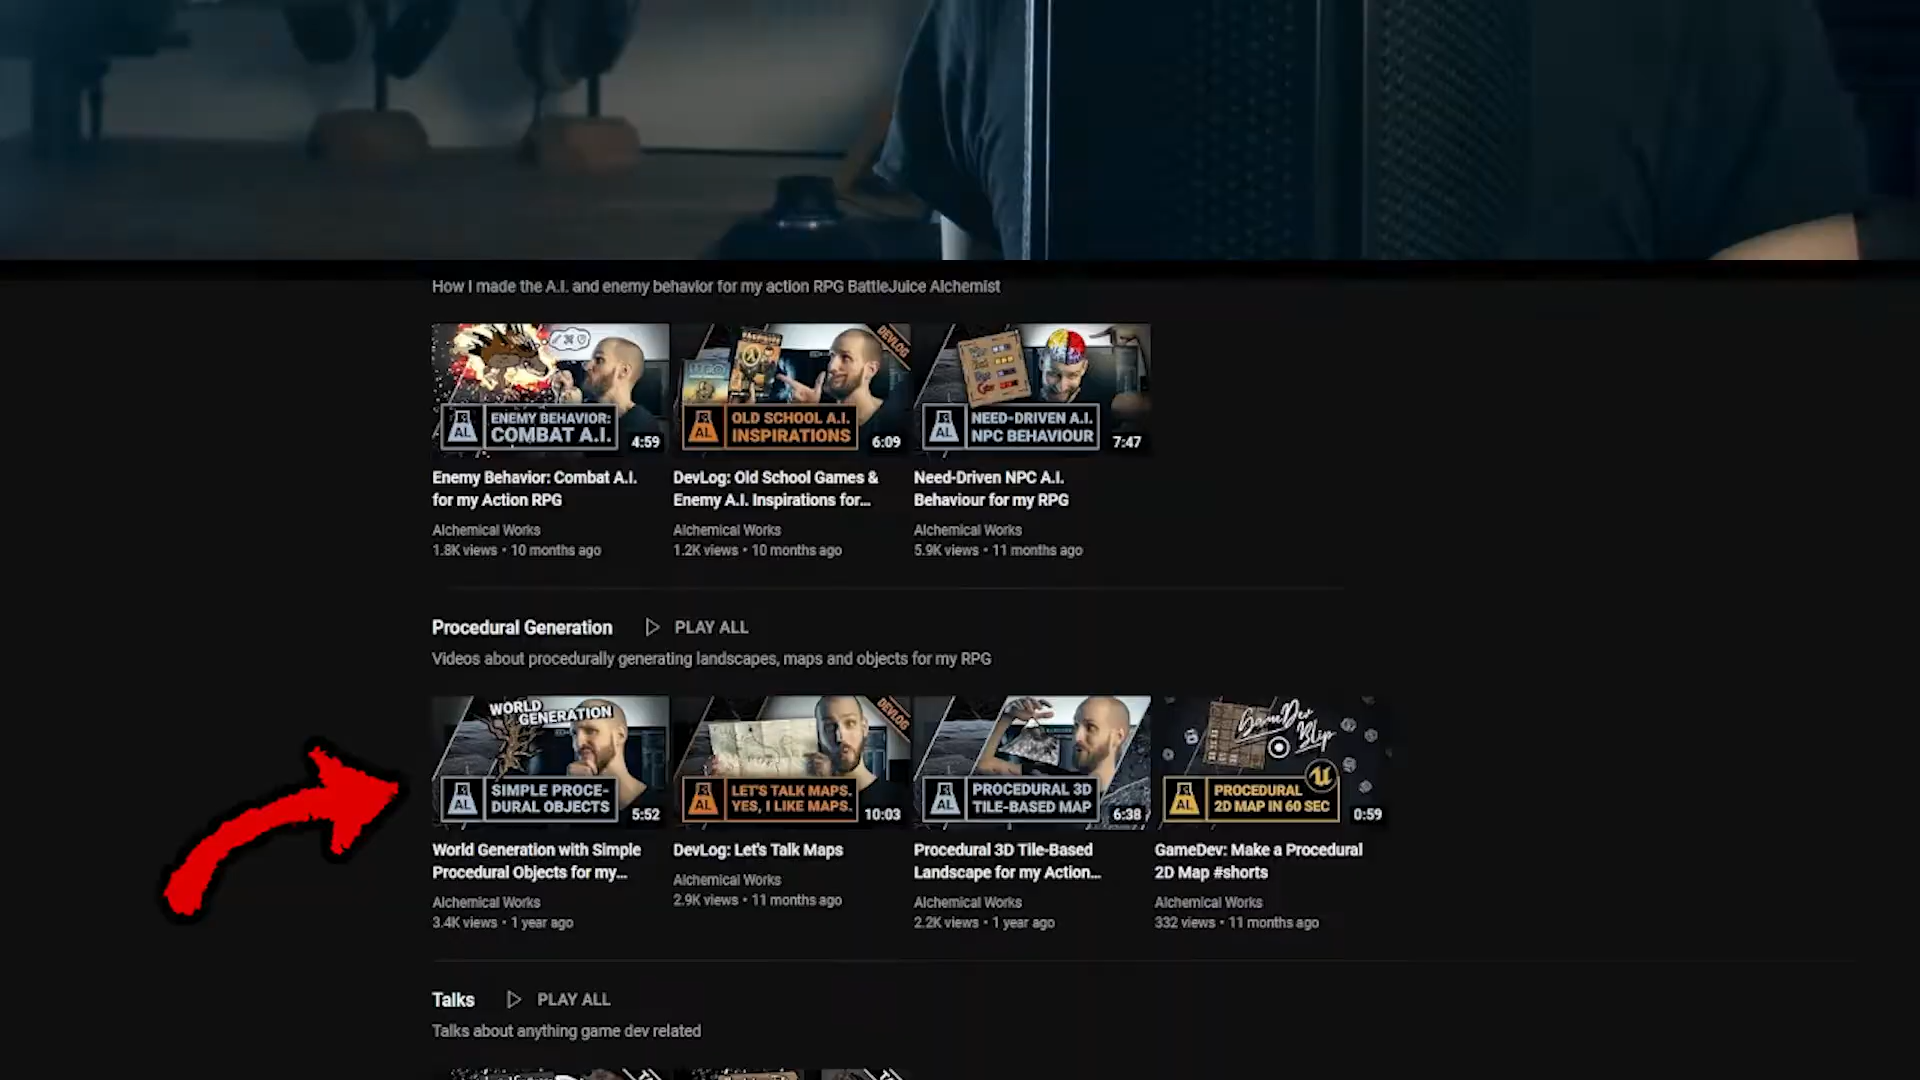 How I made the A.I. and enemy behavior for my action RPG BattleJuice Alchemist
DEVLOG
AL
ENEMY BEHAVIOR:
COMBAT A.I.
4:59
AL
OLD SCHOOL A.I.
INSPIRATIONS
6:09
AL
NEED-DRIVEN A.I.
NPC BEHAVIOUR
7:47
Enemy Behavior: Combat A.I.
for my Action RPG
Alchemical Works
1.8K views • 10 months ago
DevLog: Old School Games &
Enemy A.I. Inspirations for...
Alchemical Works
1.2K views • 10 months ago
Need-Driven NPC A.I.
Behaviour for my RPG
Alchemical Works
5.9K views • 11 months ago
Procedural Generation
PLAY ALL
Videos about procedurally generating landscapes, maps and objects for my RPG
WORLD
GENERATION
AL
SIMPLE PROCE-
DURAL OBJECTS
5:52
DEVLOG
AL
LET'S TALK MAPS.
YES, I LIKE MAPS.
10:03
AL
PROCEDURAL 3D
TILE-BASED MAP
6:38
GameDev
Blip
AL
PROCEDURAL
2D MAP IN 60 SEC
0:59
World Generation with Simple
Procedural Objects for my...
Alchemical Works
3.4K views • 1 year ago
DevLog: Let's Talk Maps
Alchemical Works
2.9K views • 11 months ago
Procedural 3D Tile-Based
Landscape for my Action...
Alchemical Works
2.2K views • 1 year ago
GameDev: Make a Procedural
2D Map #shorts
Alchemical Works
332 views • 11 months ago
Talks
PLAY ALL
Talks about anything game dev related